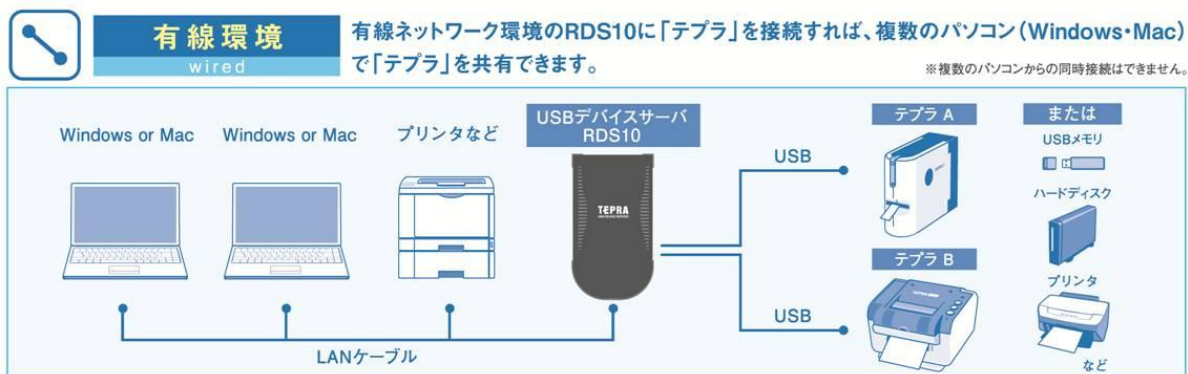 有線環境
wired
有線ネットワーク環境のRDS10に「テプラ」を接続すれば、複数のパソコン（Windows・Mac）
で「テプラ」を共有できます。
※複数のパソコンからの同時接続はできません。
Windows or Mac
Windows or Mac
プリンタなど
USBデバイスサーバ
RDS10
TEPRA
LANケーブル
USB
USB
テプラ A
テプラ B
または
USBメモリ
ハードディスク
プリンタ
など